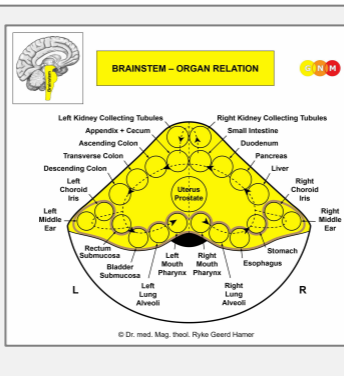 BRAINSTEM – ORGAN RELATION
GNM
Brainstem
Left Kidney Collecting Tubules
Right Kidney Collecting Tubules
Appendix + Cecum
Small Intestine
Ascending Colon
Duodenum
Transverse Colon
Pancreas
Descending Colon
Liver
Left
Choroid
Iris
Right
Choroid
Iris
Uterus
Prostate
Left
Middle
Ear
Right
Middle
Ear
Rectum
Submucosa
Stomach
Bladder
Submucosa
Esophagus
Left
Mouth
Pharynx
Right
Mouth
Pharynx
Left
Lung
Alveoli
Right
Lung
Alveoli
L
R
© Dr. med. Mag. theol. Ryke Geerd Hamer